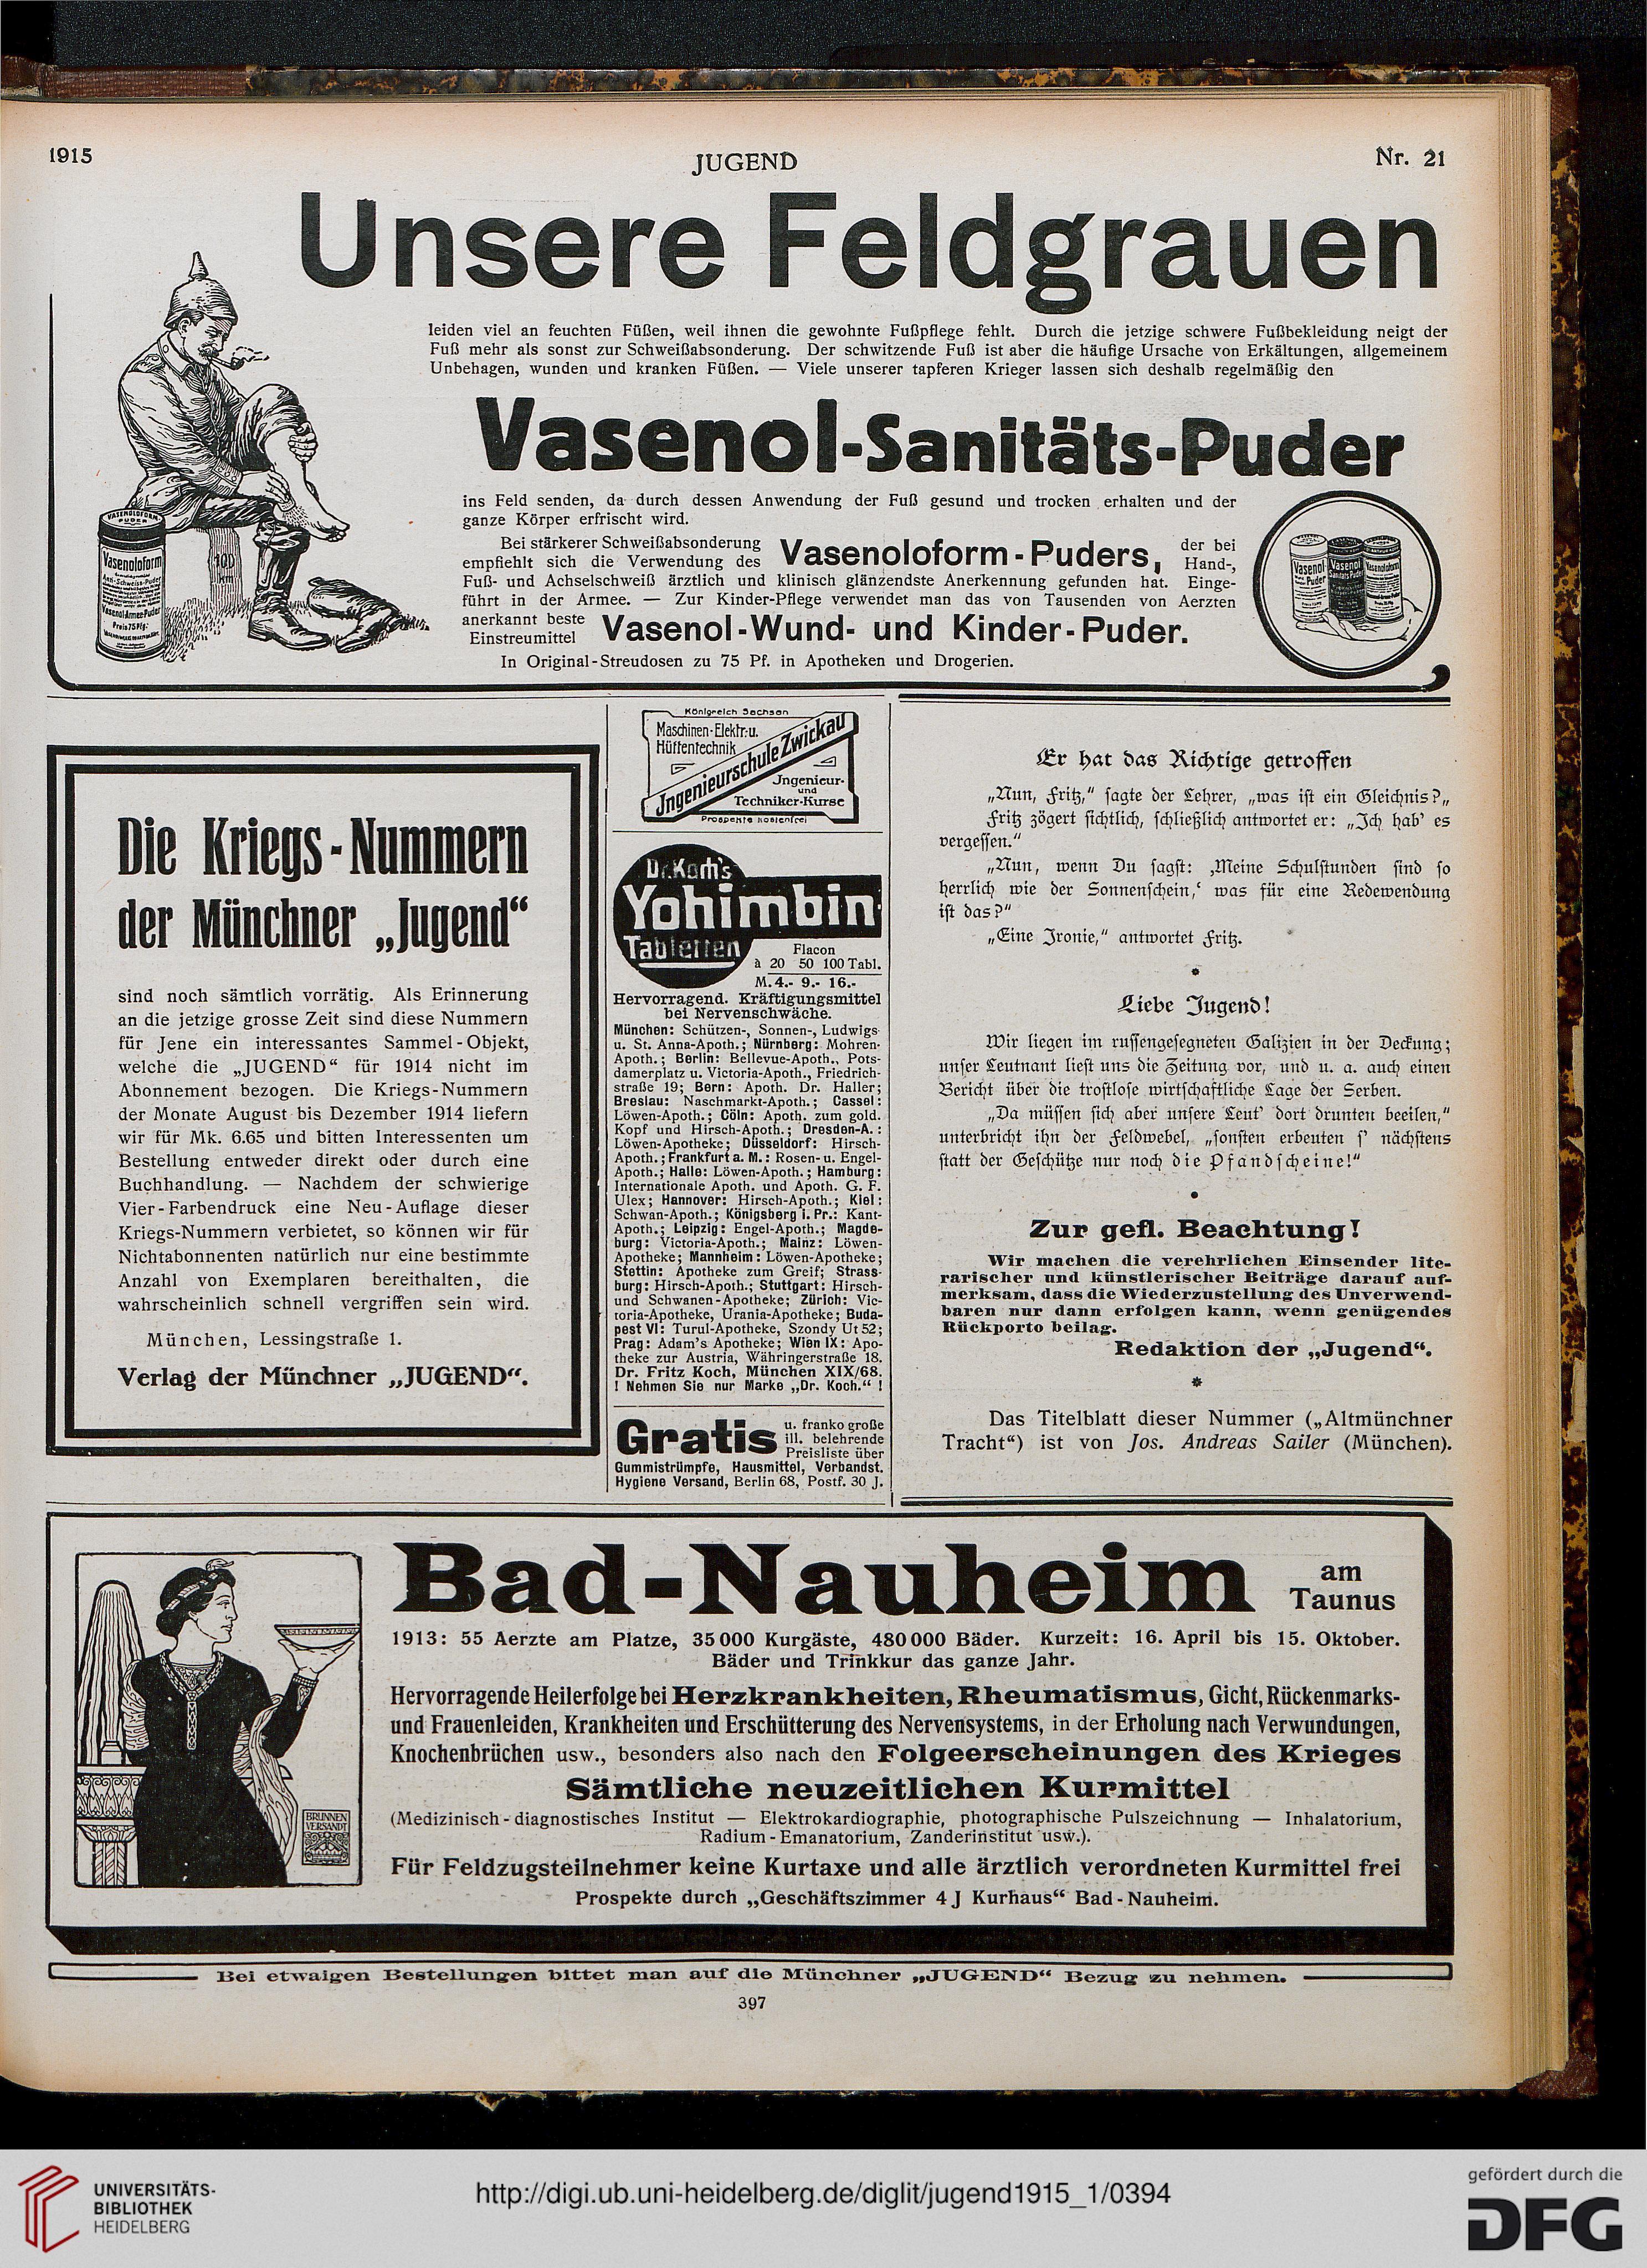 1915
JUGEND
Nr. 21
Unsere Feldgrauen
leiden viel an feuchten Füßen, weil ihnen die gewohnte Fußpflege fehlt. Durch die jetzige schwere Fußbekleidung neigt der
Fuß mehr als sonst zur Schweißabsonderung. Der schwitzende Fuß ist aber die häufige Ursache von Erkältungen, allgemeinem
Unbehagen, wunden und kranken Füßen. — Viele unserer tapferen Krieger lassen sich deshalb regelmäßig den
Vasenol-Sanitäts-Puder
ins Feld senden, da durch dessen Anwendung der Fuß gesund und trocken erhalten und der
ganze Körper erfrischt wird.
Bei stärkerer Schweißabsonderung
empfiehlt sich die Verwendung des Vasenoloform-Puders, der bei Hand-,
Fuß- und Achselschweiß ärztlich und klinisch glänzendste Anerkennung gefunden hat. Einge-
führt in der Armee. — Zur Kinder-Pflege verwendet man das von Tausenden von Aerzten
anerkannt beste
Einstreumittel Vasenol-Wund- und Kinder-Puder.
In Original-Streudosen zu 75 Pf. in Apotheken und Drogerien.
VASENOLOFORM
PUDER
Vasenoloform
Anti-Schweiss-Puder
Vasenol Armee-Puder
Preis 75 Pfg.
100
km
Vasenol
Puder
Vasenol
Sanitäts Puder
Vasenoloform
Die Kriegs-Nummern
der Münchner „Jugend“
sind noch sämtlich vorrätig. Als Erinnerung
an die jetzige grosse Zeit sind diese Nummern
für Jene ein interessantes Sammel-Objekt,
welche die „JUGEND“ für 1914 nicht im
Abonnement bezogen. Die Kriegs-Nummern
der Monate August bis Dezember 1914 liefern
wir für Mk. 6.65 und bitten Interessenten um
Bestellung entweder direkt oder durch eine
Buchhandlung. — Nachdem der schwierige
Vier-Farbendruck eine Neu-Auflage dieser
Kriegs-Nummern verbietet, so können wir für
Nichtabonnenten natürlich nur eine bestimmte
Anzahl von Exemplaren bereithalten, die
wahrscheinlich schnell vergriffen sein wird.
München, Lessingstraße 1.
Verlag der Münchner „JUGEND“.
Königreich Sachsen
Maschinen-Elektr. u.
Hüttentechnik
Jngenieurschule Zwickau
Jngenieur-
und
Techniker-Kurse
Prospekte kostenfrei
Dr. Koch's
Yohimbin
Tabletten
Flacon
à 20 50 100 Tabl.
M. 4.- 9.- 16.-
Hervorragend. Kräftigungsmittel
bei Nervenschwäche.
München: Schützen-, Sonnen-, Ludwigs-
u. St. Anna-Apoth.; Nürnberg: Mohren-
Apoth.; Berlin: Bellevue-Apoth., Pots-
damerplatz u. Victoria-Apoth., Friedrich-
straße 19; Bern: Apoth. Dr. Haller;
Breslau: Naschmarkt-Apoth.; Cassel:
Löwen-Apoth.; Cöln: Apoth. zum gold.
Kopf und Hirsch-Apoth.; Dresden-A.:
Löwen-Apotheke; Düsseldorf: Hirsch-
Apoth.; Frankfurt a. M.: Rosen- u. Engel-
Apoth.; Halle: Löwen-Apoth.; Hamburg:
Internationale Apoth. und Apoth. G. F.
Ulex; Hannover: Hirsch-Apoth.; Kiel:
Schwan-Apoth.; Königsberg i. Pr.: Kant-
Apoth.; Leipzig: Engel-Apoth.; Magde-
burg: Victoria-Apoth.; Mainz: Löwen-
Apotheke; Mannheim: Löwen-Apotheke;
Stettin: Apotheke zum Greif; Strass-
burg: Hirsch-Apoth.; Stuttgart: Hirsch-
und Schwanen-Apotheke; Zürich: Vic-
toria-Apotheke, Urania-Apotheke; Buda-
pest VI: Turul-Apotheke, Szondy Ut 52;
Prag: Adam's Apotheke; Wien IX: Apo-
theke zur Austria, Währingerstraße 18.
Dr. Fritz Koch, München XIX/68.
! Nehmen Sie nur Marke „Dr. Koch.“ !
Gratis u. franko große
ill. belehrende
Preisliste über
Gummistrümpfe, Hausmittel, Verbandst.
Hygiene Versand, Berlin 68, Postf. 30 J.
Er hat das Richtige getroffen
„Nun, Fritz,“ sagte der Lehrer, „was ist ein Gleichnis?„
Fritz zögert sichtlich, schließlich antwortet er: „Ich hab' es
vergessen.“
„Nun, wenn Du sagst: ‚Meine Schulstunden sind so
herrlich wie der Sonnenschein,‘ was für eine Redewendung
ist das?“
„Eine Ironie,“ antwortet Fritz.
*
Liebe Jugend!
Wir liegen im russengesegneten Galizien in der Deckung;
unser Leutnant liest uns die Zeitung vor, und u. a. auch einen
Bericht über die trostlose wirtschaftliche Lage der Serben.
„Da müssen sich aber unsere Leut' dort drunten beeilen,“
unterbricht ihn der Feldwebel, „sonsten erbeuten s' nächstens
statt der Geschütze nur noch die Pfandscheine!“
Zur gefl. Beachtung!
Wir machen die verehrlichen Einsender lite-
rarischer und künstlerischer Beiträge darauf auf-
merksam, dass die Wiederzustellung des Unverwend-
baren nur dann erfolgen kann, wenn genügendes
Rückporto beilag.
Redaktion der „Jugend“.
*
Das Titelblatt dieser Nummer („Altmünchner
Tracht“) ist von Jos. Andreas Sailer (München).
Bad-Nauheim am
Taunus
1913: 55 Aerzte am Platze, 35000 Kurgäste, 480000 Bäder. Kurzeit: 16. April bis 15. Oktober.
Bäder und Trinkkur das ganze Jahr.
Hervorragende Heilerfolge bei Herzkrankheiten, Rheumatismus, Gicht, Rückenmarks-
und Frauenleiden, Krankheiten und Erschütterung des Nervensystems, in der Erholung nach Verwundungen,
Knochenbrüchen usw., besonders also nach den Folgeerscheinungen des Krieges
Sämtliche neuzeitlichen Kurmittel
(Medizinisch-diagnostisches Institut — Elektrokardiographie, photographische Pulszeichnung — Inhalatorium,
Radium-Emanatorium, Zanderinstitut usw.).
Für Feldzugsteilnehmer keine Kurtaxe und alle ärztlich verordneten Kurmittel frei
Prospekte durch „Geschäftszimmer 4 J Kurhaus“ Bad-Nauheim.
BRUNNEN
VERSANDT
Bei etwaigen Bestellungen bittet man auf die Münchner „JUGEND“ Bezug zu nehmen.
397
UNIVERSITÄTS-
BIBLIOTHEK
HEIDELBERG
http://digi.ub.uni-heidelberg.de/diglit/jugend1915_1/0394
gefördert durch die
DFG